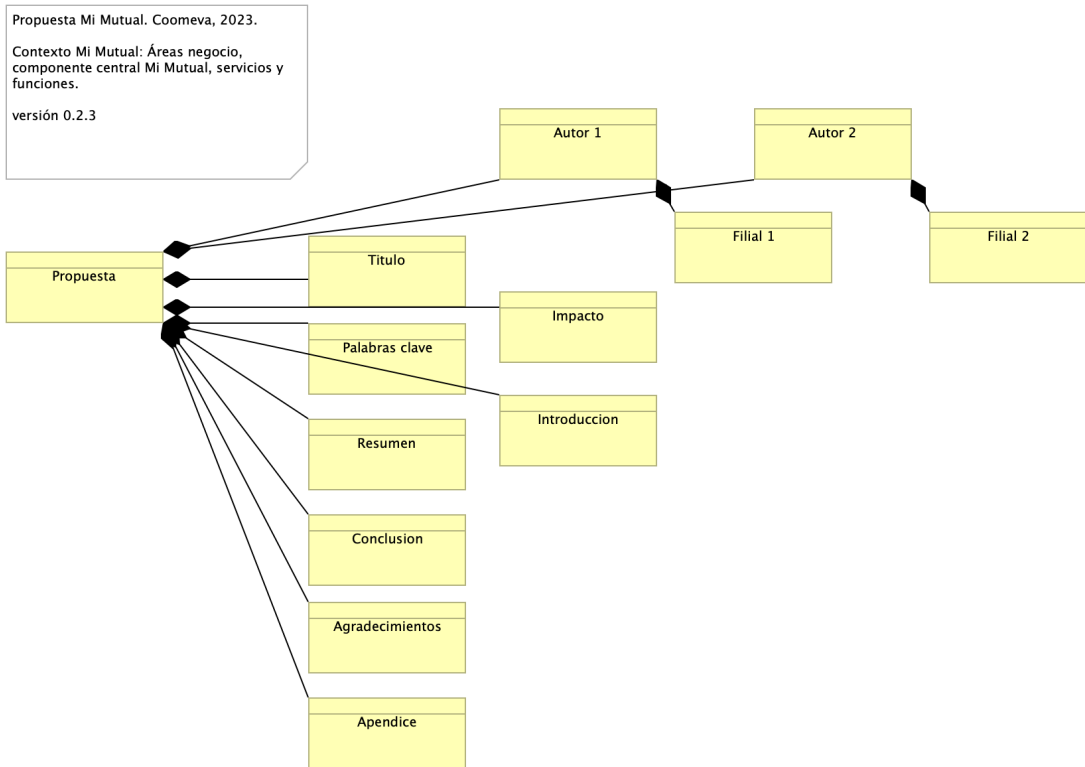 Propuesta Mi Mutual. Coomeva, 2023.
Contexto Mi Mutual: Áreas negocio,
componente central Mi Mutual, servicios y
funciones.
versión 0.2.3
Autor 1
Autor 2
Filial 1
Filial 2
Propuesta
Titulo
Impacto
Palabras clave
Introduccion
Resumen
Conclusion
Agradecimientos
Apendice